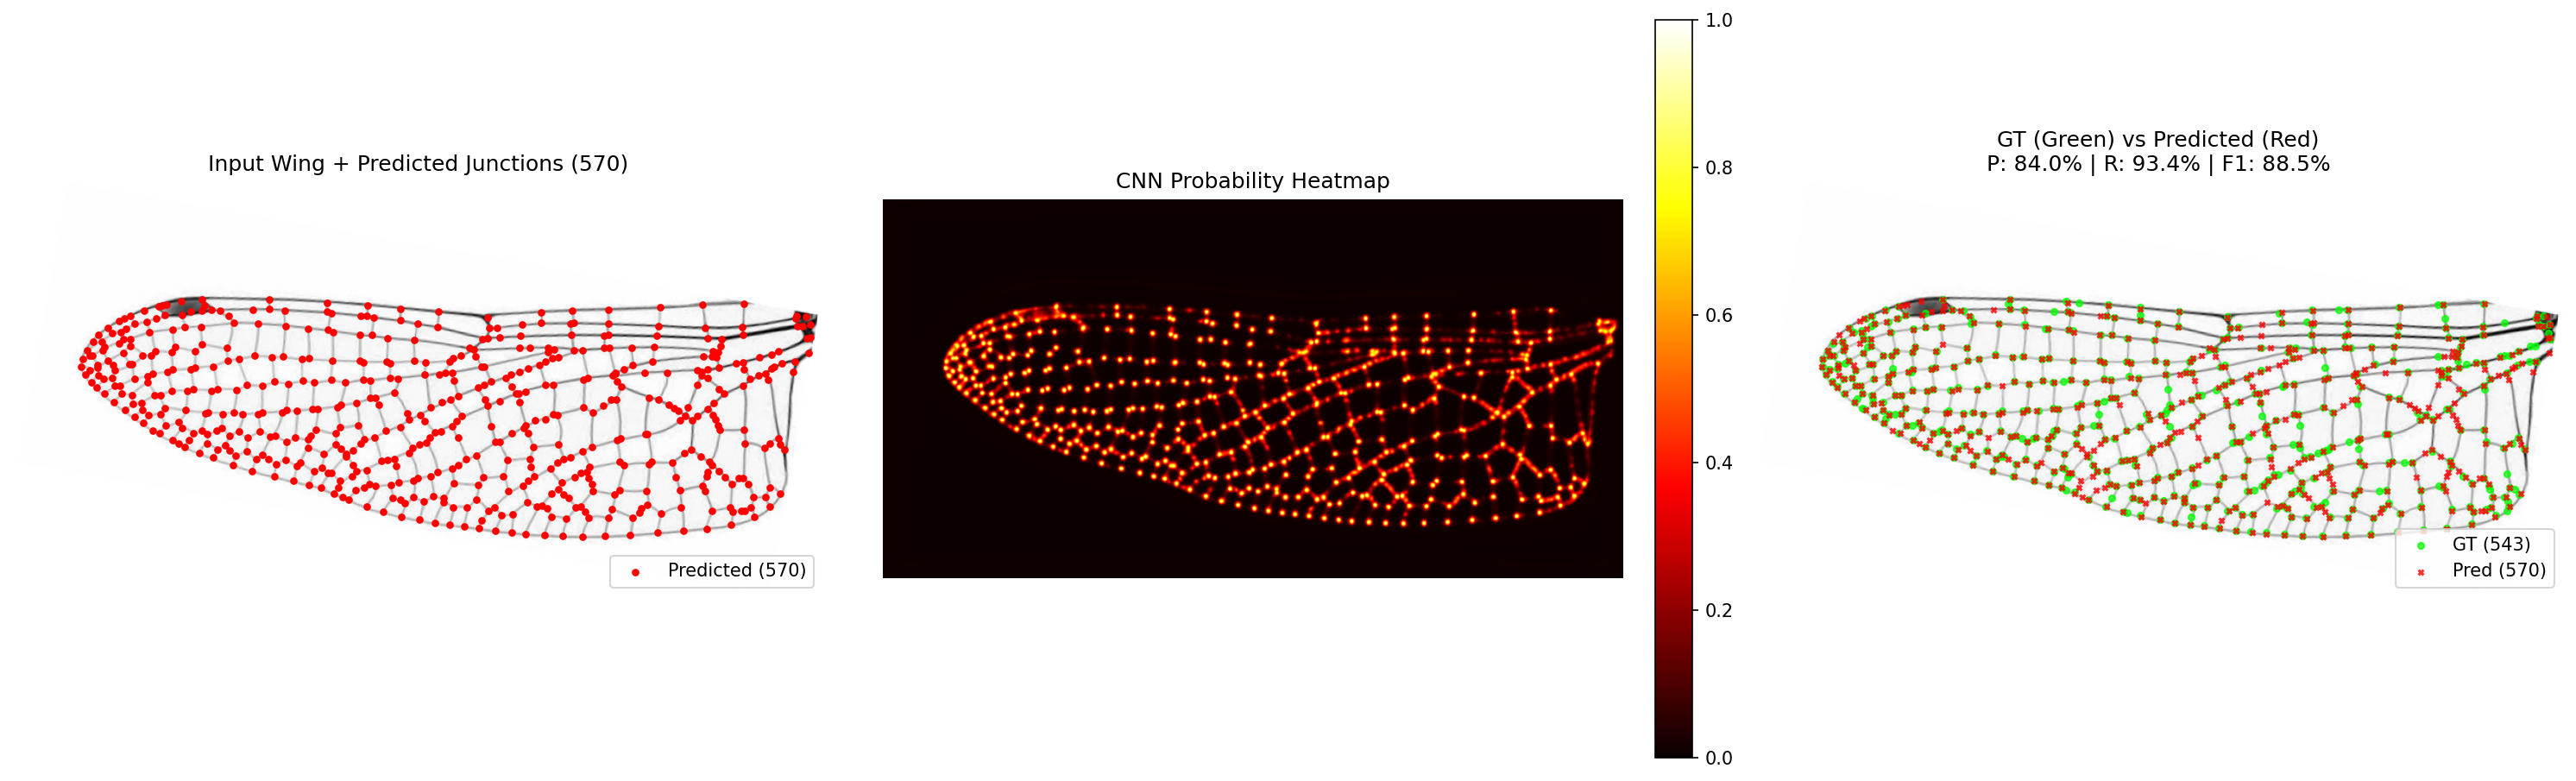 Input Wing + Predicted Junctions (570)
Predicted (570)
CNN Probability Heatmap
1.0
0.8
0.6
0.4
0.2
0.0
GT (Green) vs Predicted (Red)
P: 84.0% | R: 93.4% | F1: 88.5%
GT (543)
Pred (570)